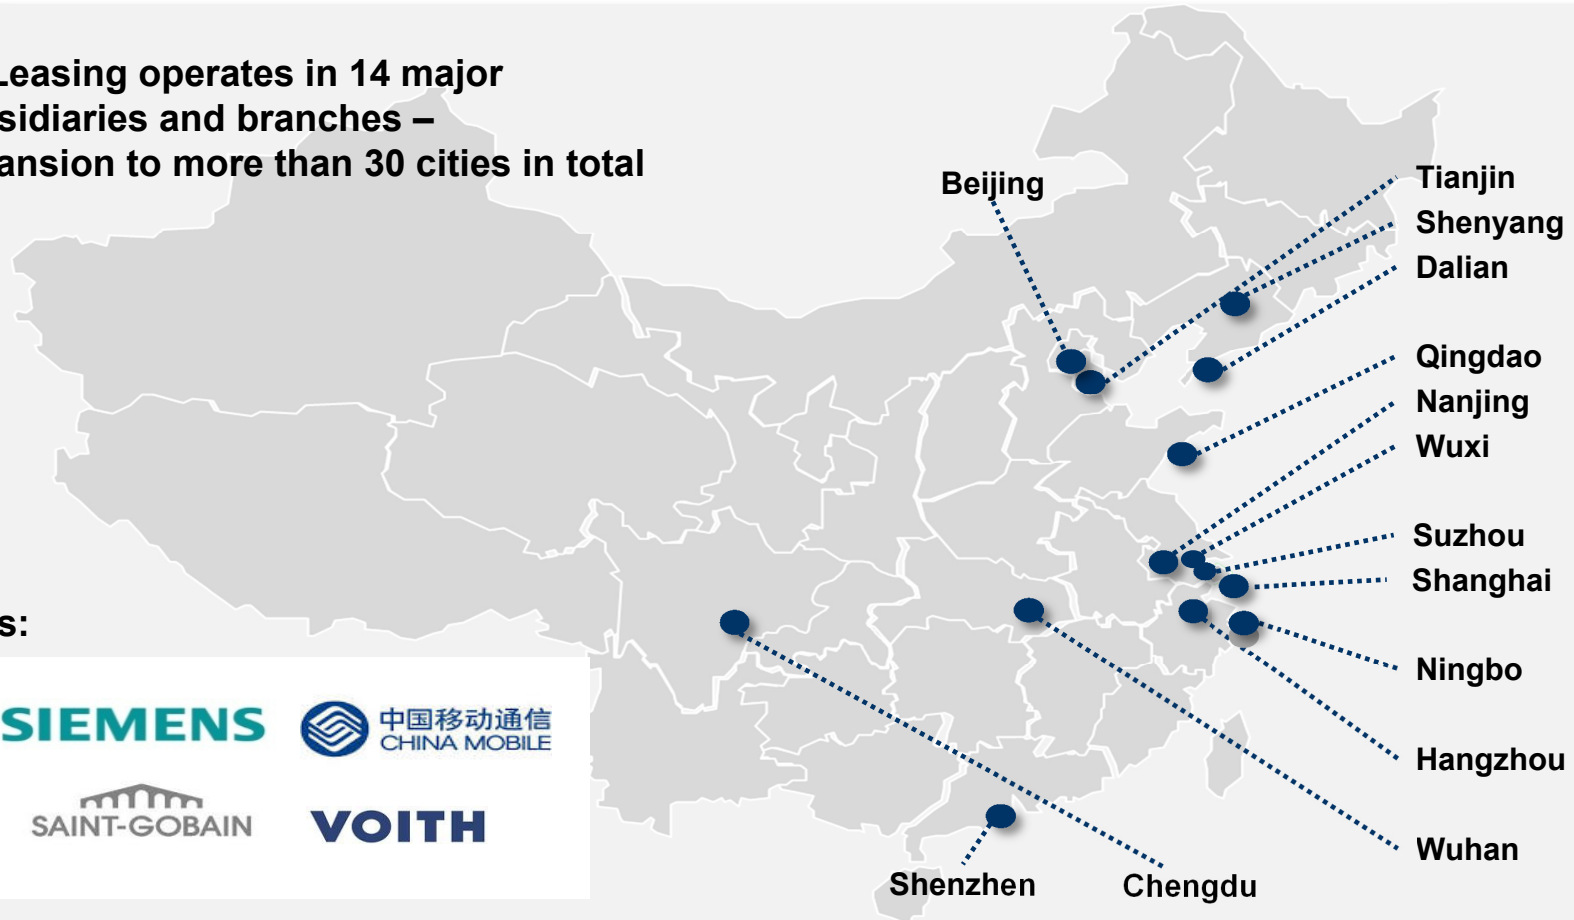 Leasing operates in 14 major
sidiaries and branches –
ansion to more than 30 cities in total
Beijing
Tianjin
Shenyang
Dalian
Qingdao
Nanjing
Wuxi
Suzhou
Shanghai
Ningbo
Hangzhou
Wuhan
Shenzhen
Chengdu
s:
SIEMENS
中国移动通信
CHINA MOBILE
SAINT-GOBAIN
VOITH